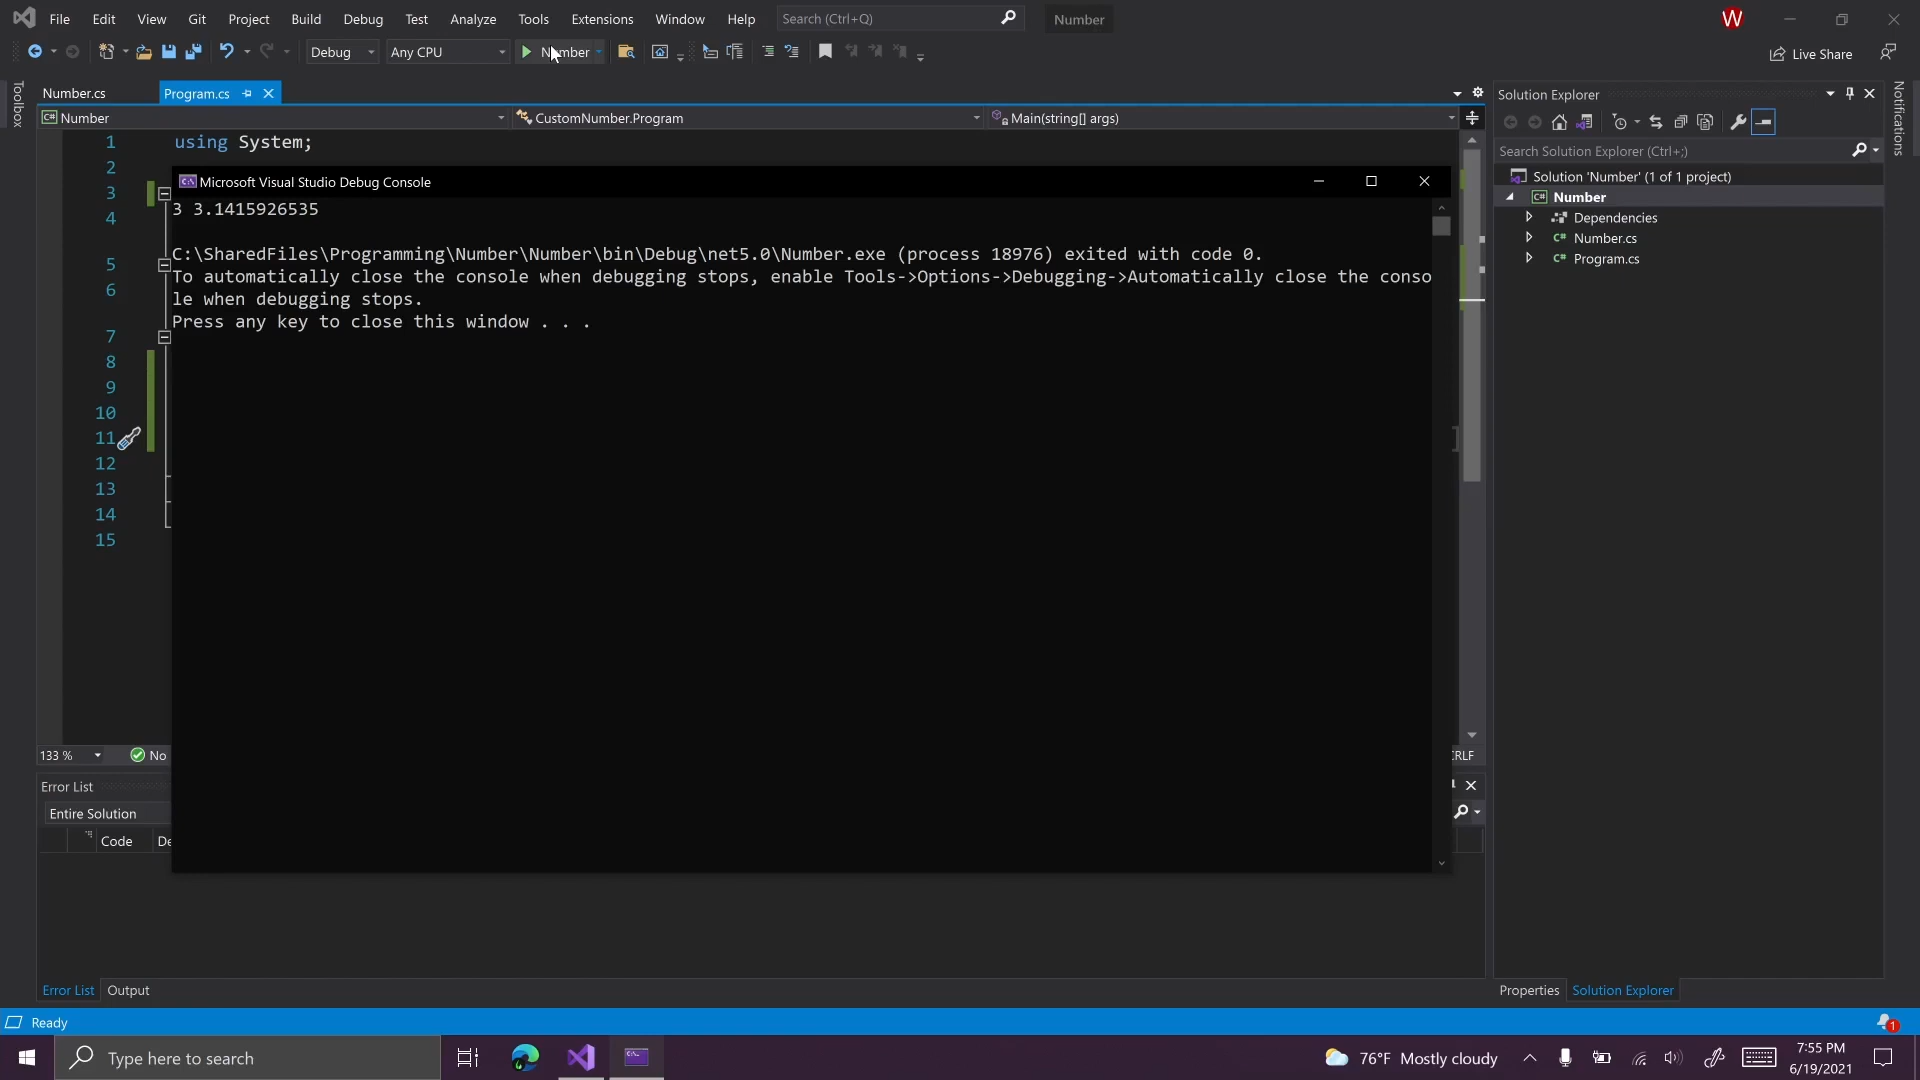 File Edit View Git Project Build Debug Test Analyze Tools Extensions Window Help Search (Ctrl+Q) Number W
Debug Any CPU Number Live Share
Toolbox
Number.cs Program.cs
Solution Explorer
Notifications
Number CustomNumber.Program Main(string[] args)
1 using System;
Search Solution Explorer (Ctrl+;)
2
Solution 'Number' (1 of 1 project)
Microsoft Visual Studio Debug Console
3
C# Number
3 3.1415926535
4
Dependencies
C# Number.cs
C:\SharedFiles\Programming\Number\Number\bin\Debug\net5.0\Number.exe (process 18976) exited with code 0.
5
C# Program.cs
To automatically close the console when debugging stops, enable Tools->Options->Debugging->Automatically close the conso
6
le when debugging stops.
Press any key to close this window . . .
7
8
9
10
11
12
13
14
15
133 % No CRLF
Error List
Entire Solution
Code De
Error List Output
Properties Solution Explorer
Ready
1
Type here to search
76°F Mostly cloudy
7:55 PM
6/19/2021